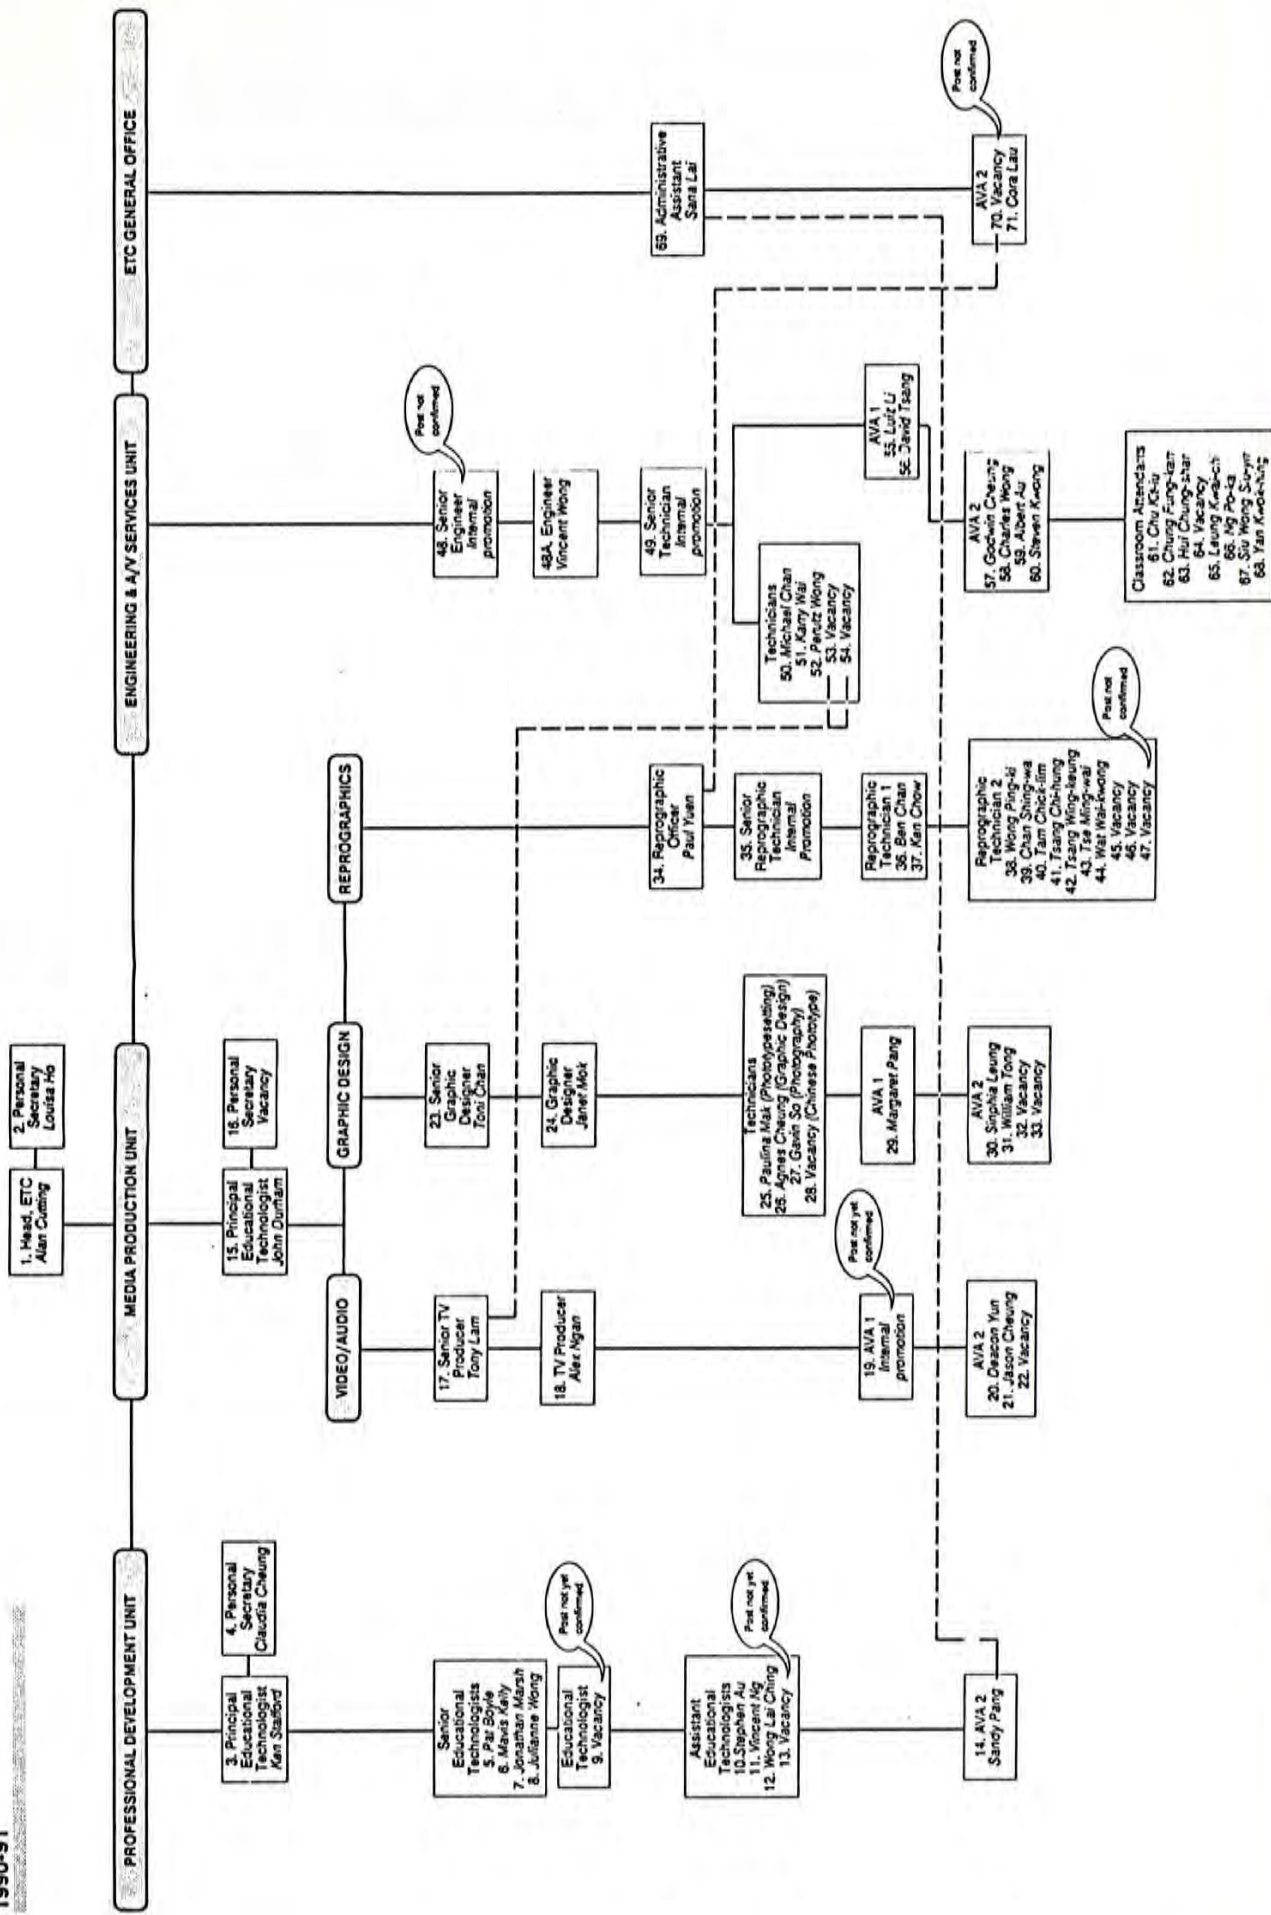 1990-91
1. Head, ETC
Alan Cutting
2. Personal
Secretary
Louisa Ho
PROFESSIONAL DEVELOPMENT UNIT
MEDIA PRODUCTION UNIT
ENGINEERING & A/V SERVICES UNIT
ETC GENERAL OFFICE
3. Principal
Educational
Technologist
Ken Stafford
4. Personal
Secretary
Claudia Cheung
Senior
Educational
Technologists
5. Pat Boyle
6. Mavis Kelly
7. Jonathan Marsh
8. Julianne Wong
Educational
Technologist
9. Vacancy
Post not yet
confirmed
Assistant
Educational
Technologists
10. Stephen Au
11. Vincent Ng
12. Wong Lai Ching
13. Vacancy
Post not yet
confirmed
14. AVA 2
Sandy Pang
15. Principal
Educational
Technologist
John Durham
16. Personal
Secretary
Vacancy
VIDEO/AUDIO
GRAPHIC DESIGN
REPROGRAPHICS
17. Senior TV
Producer
Tony Lam
18. TV Producer
Alex Ngan
19. AVA 1
Internal
promotion
Post not yet
confirmed
AVA 2
20. Deacon Yun
21. Jason Cheung
22. Vacancy
23. Senior
Graphic
Designer
Toni Chan
24. Graphic
Designer
Janet Mok
Technicians
25. Paulina Mak (Phototypesetting)
26. Agnes Cheung (Graphic Design)
27. Gavin So (Photography)
28. Vacancy (Chinese Phototype)
AVA 1
29. Margaret Pang
AVA 2
30. Sinphia Leung
31. William Tong
32. Vacancy
33. Vacancy
34. Reprographic
Officer
Paul Yuen
35. Senior
Reprographic
Technician
Internal
Promotion
Reprographic
Technician 1
36. Ben Chan
37. Ken Chow
Reprographic
Technician 2
38. Wong Ping-ki
39. Chan Shing-wa
40. Tam Chick-lim
41. Tsang Chi-hung
42. Tsang Wing-keung
43. Tse Ming-wai
44. Wat Wai-kwong
45. Vacancy
46. Vacancy
47. Vacancy
Post not
confirmed
48. Senior
Engineer
Internal
promotion
Post not
confirmed
48A. Engineer
Vincent Wong
49. Senior
Technician
Internal
promotion
Technicians
50. Michael Chan
51. Karry Wai
52. Perutz Wong
53. Vacancy
54. Vacancy
AVA 1
55. Luiz Li
56. David Tsang
AVA 2
57. Godwin Cheung
58. Charles Wong
59. Albert Au
60. Steven Kwong
Classroom Attendants
61. Chu Kit-iu
62. Chung Fung-kam
63. Hui Chung-shan
64. Vacancy
65. Leung Kwai-chi
66. Ng Po-ka
67. Siu Wong Su-yin
68. Yan Kwok-hing
69. Administrative
Assistant
Sana Lai
AVA 2
70. Vacancy
71. Cora Lau
Post not
confirmed